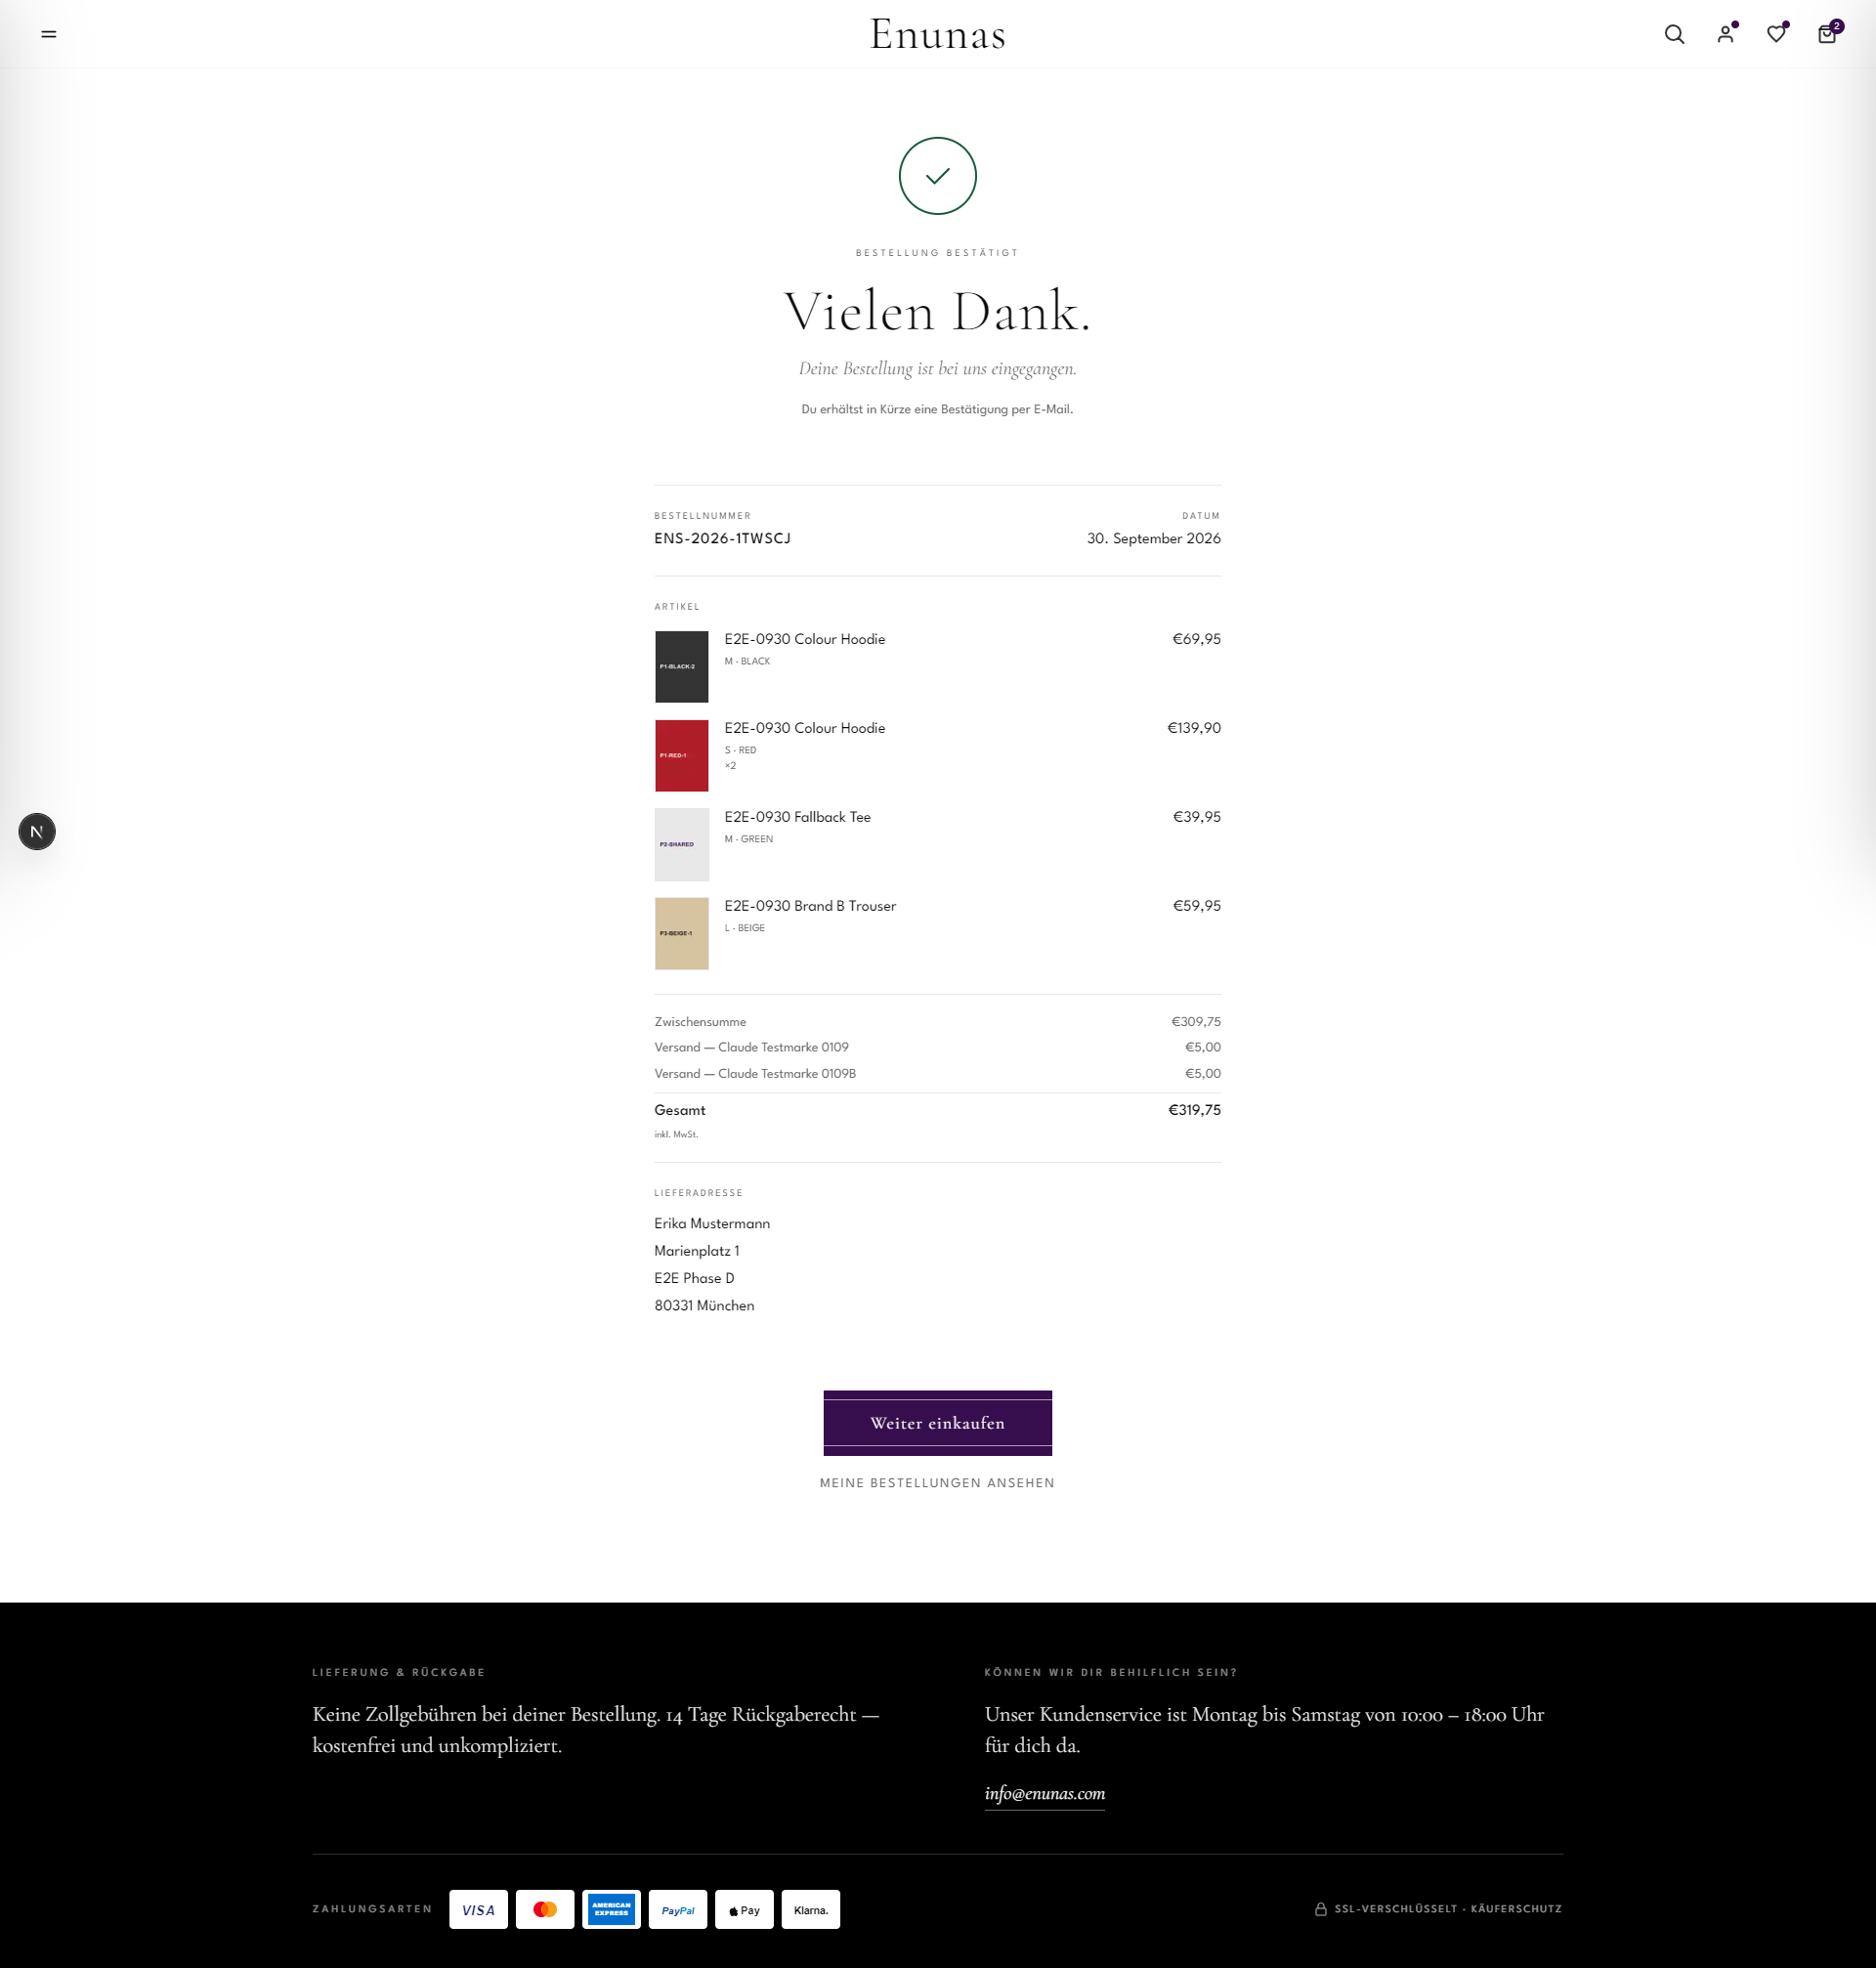 Enunas
2
BESTELLUNG BESTÄTIGT
Vielen Dank.
Deine Bestellung ist bei uns eingegangen.
Du erhältst in Kürze eine Bestätigung per E-Mail.
BESTELLNUMMER
DATUM
ENS-2026-1TWSCJ
30. September 2026
ARTIKEL
P1-BLACK-2
E2E-0930 Colour Hoodie
€69,95
M · BLACK
P1-RED-1
E2E-0930 Colour Hoodie
€139,90
S · RED
×2
P2-SHARED
E2E-0930 Fallback Tee
€39,95
M · GREEN
P3-BEIGE-1
E2E-0930 Brand B Trouser
€59,95
L · BEIGE
N
Zwischensumme
€309,75
Versand — Claude Testmarke 0109
€5,00
Versand — Claude Testmarke 0109B
€5,00
Gesamt
€319,75
inkl. MwSt.
LIEFERADRESSE
Erika Mustermann
Marienplatz 1
E2E Phase D
80331 München
Weiter einkaufen
MEINE BESTELLUNGEN ANSEHEN
LIEFERUNG & RÜCKGABE
Keine Zollgebühren bei deiner Bestellung. 14 Tage Rückgaberecht —
kostenfrei und unkompliziert.
KÖNNEN WIR DIR BEHILFLICH SEIN?
Unser Kundenservice ist Montag bis Samstag von 10:00 – 18:00 Uhr
für dich da.
info@enunas.com
ZAHLUNGSARTEN
VISA
AMERICAN
EXPRESS
PayPal
Pay
Klarna.
SSL-VERSCHLÜSSELT · KÄUFERSCHUTZ